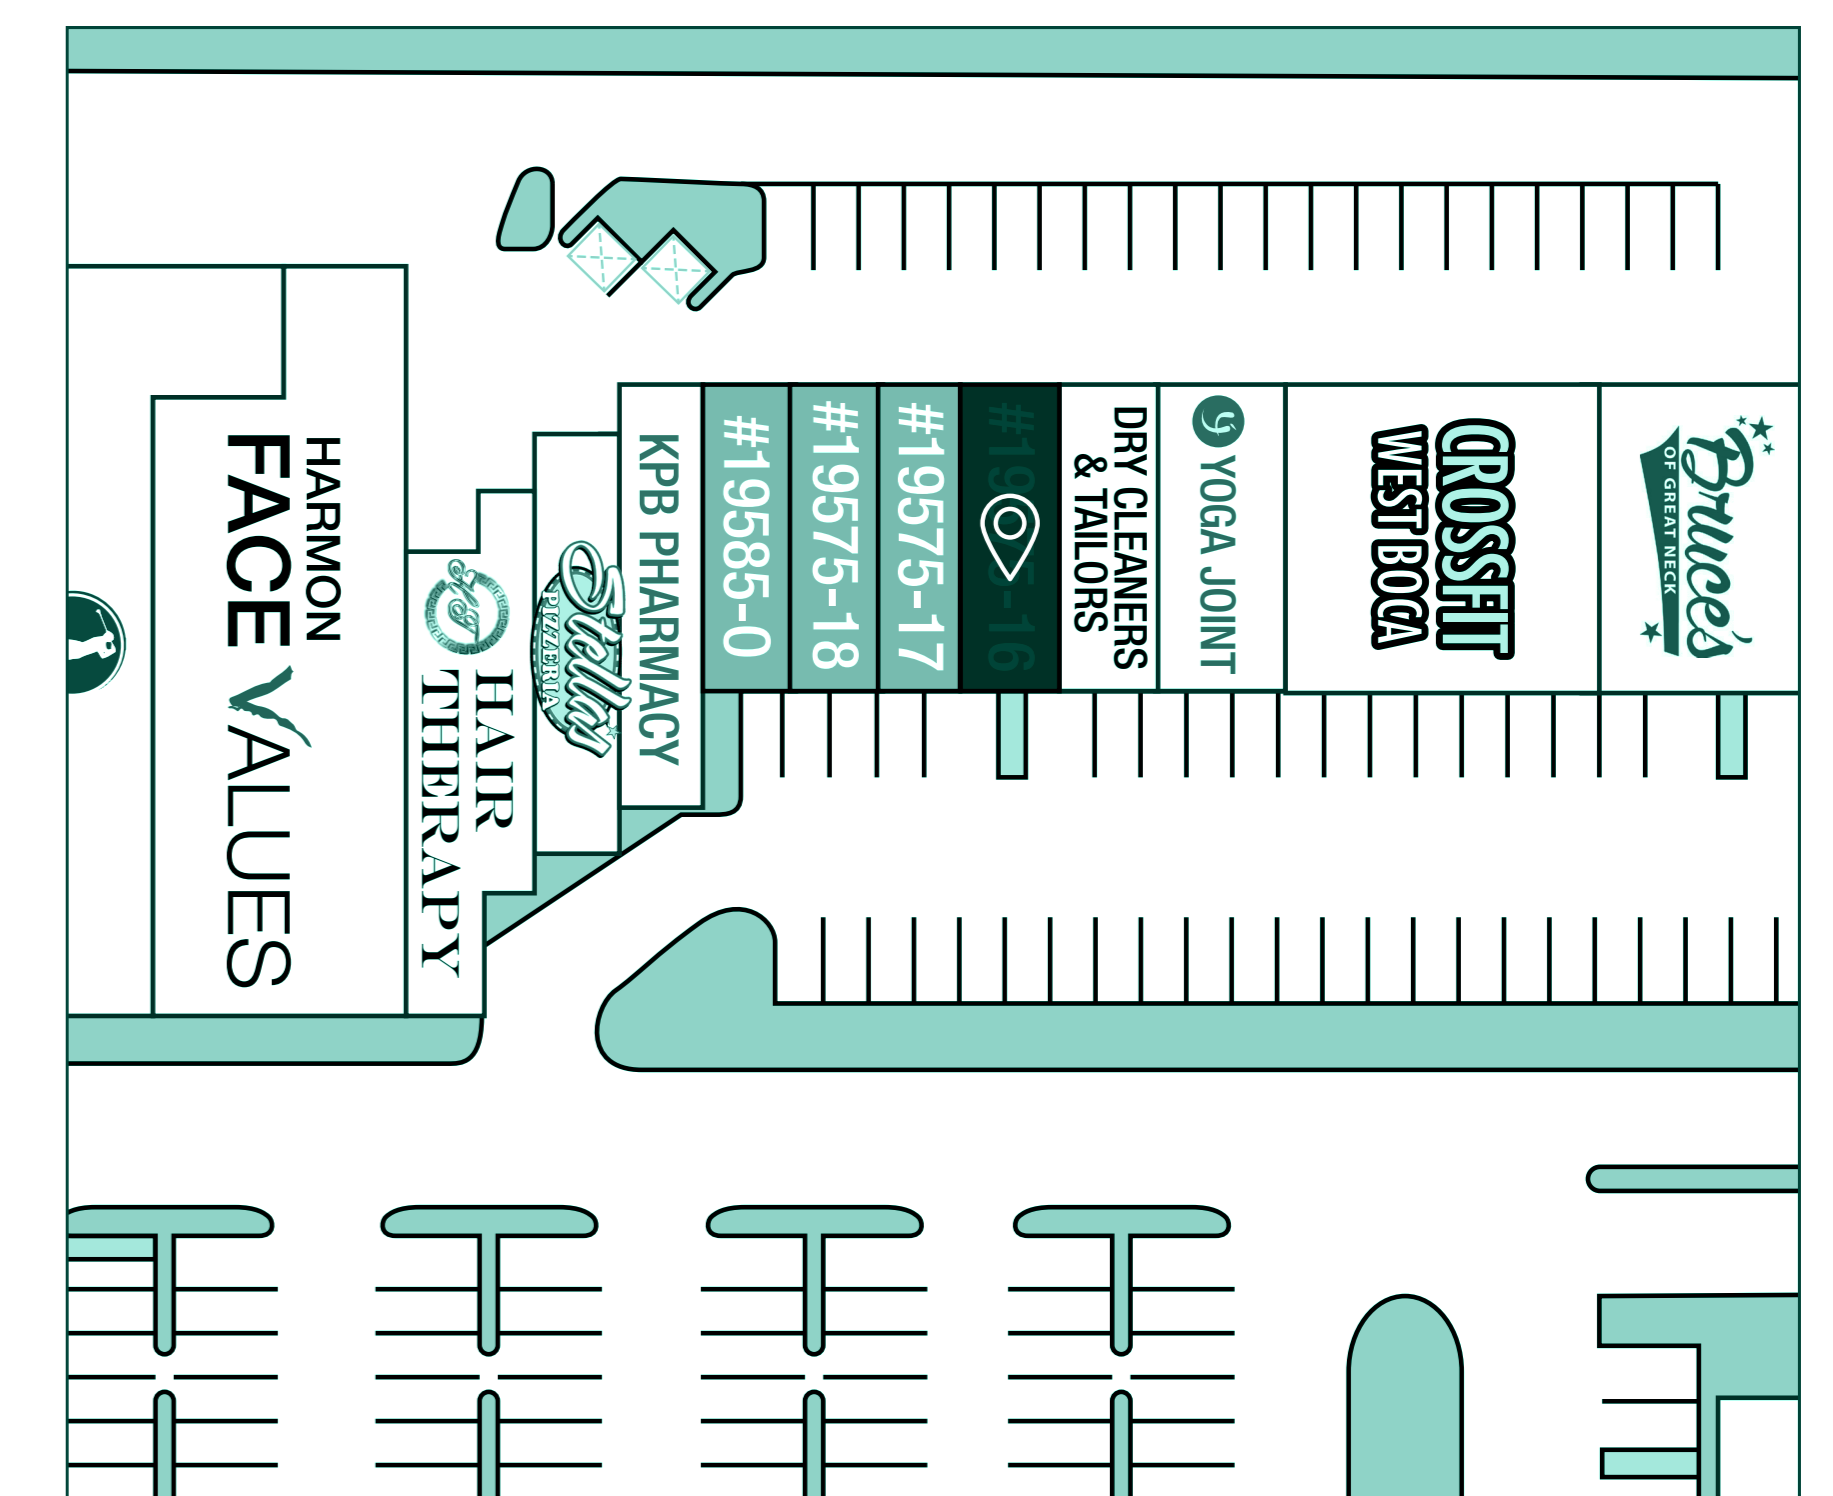 HARMON
FACE VALUES
HAIR
THERAPY
Stella's
PIZZERIA
KPB PHARMACY
#19585-0
#19575-18
#19575-17
DRY CLEANERS
& TAILORS
YOGA JOINT
CROSSFIT
WEST BOCA
Bruce's
OF GREAT NECK